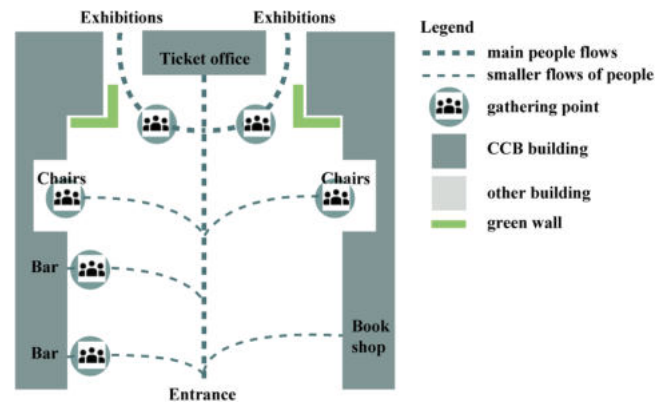 Exhibitions
Exhibitions
Ticket office
Chairs
Chairs
Bar
Bar
Book
shop
Entrance
Legend
main people flows
smaller flows of people
gathering point
CCB building
other building
green wall